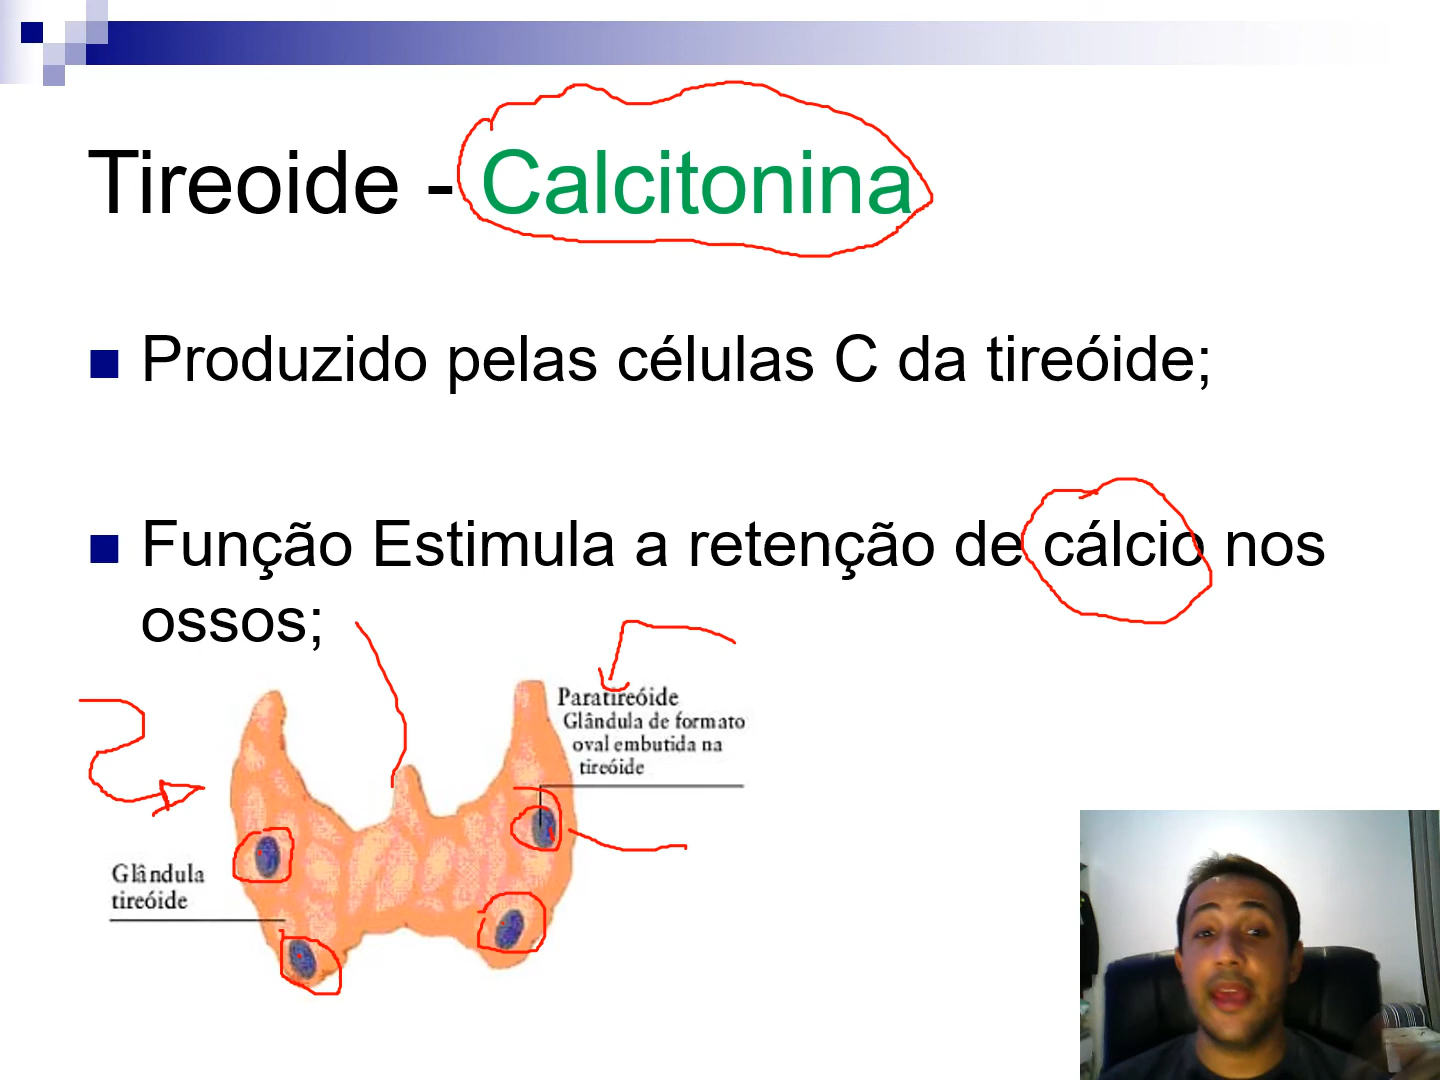 Tireoide - Calcitonina
Produzido pelas células C da tireóide;
Função Estimula a retenção de cálcio nos
ossos;
Paratireóide
Glândula de formato
oval embutida na
tireóide
Glândula
tireóide